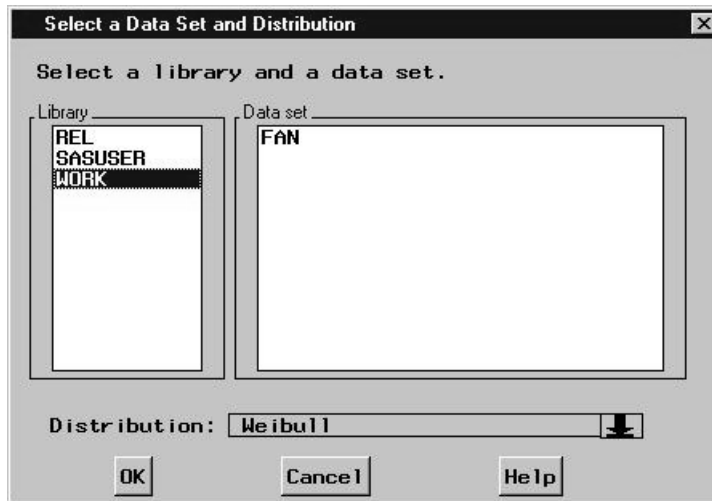 Select a Data Set and Distribution
Select a library and a data set.
Library
Data set
REL
FAN
SASUSER
WORK
Distribution: Weibull
OK Cancel Help